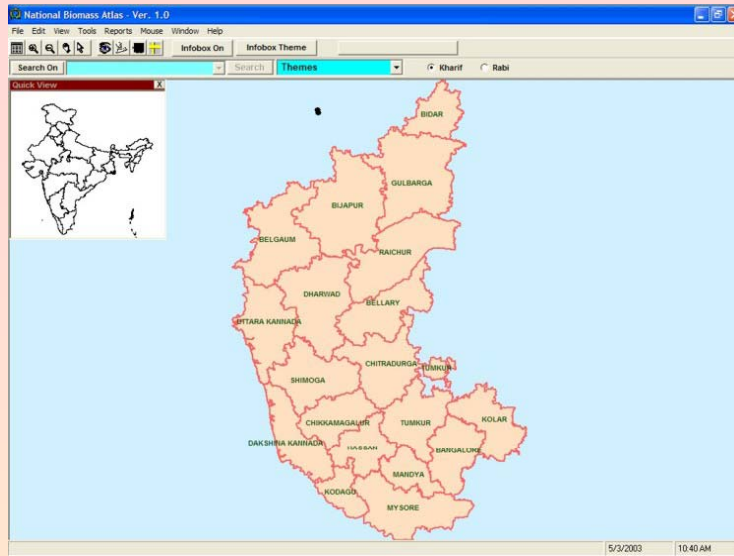 National Biomass Atlas - Ver. 1.0
File Edit View Tools Reports Mouse Window Help
Infobox On Infobox Theme
Search On Search Themes Kharif Rabi
Quick View X
BIDAR
GULBARGA
BIJAPUR
BELGAUM
RAICHUR
DHARWAD
BELLARY
UTTARA KANNADA
CHITRADURGA
TUMKUR
SHIMOGA
CHIKKAMAGALUR
TUMKUR
KOLAR
DAKSHINA KANNADA
HASSAN
BANGALORE
MANDYA
KODAGU
MYSORE
5/3/2003 10:40 AM